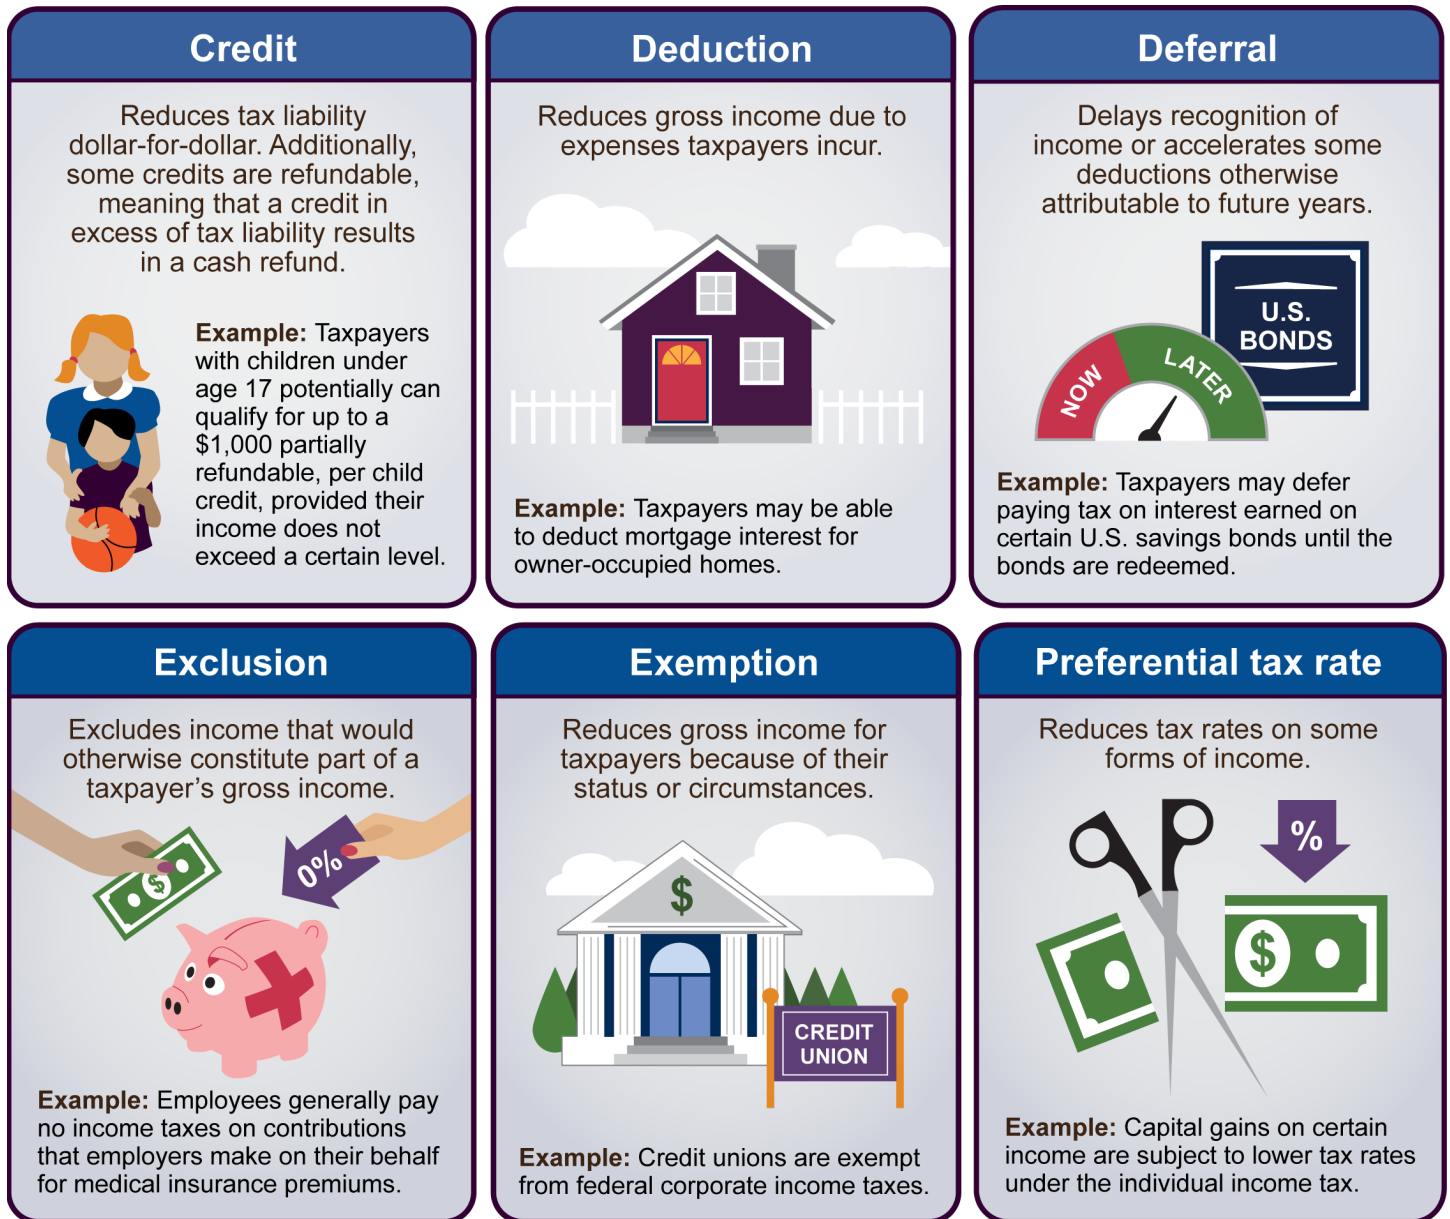 Credit
Reduces tax liability
dollar-for-dollar. Additionally,
some credits are refundable,
meaning that a credit in
excess of tax liability results
in a cash refund.
Example: Taxpayers
with children under
age 17 potentially can
qualify for up to a
$1,000 partially
refundable, per child
credit, provided their
income does not
exceed a certain level.
Deduction
Reduces gross income due to
expenses taxpayers incur.
Example: Taxpayers may be able
to deduct mortgage interest for
owner-occupied homes.
Deferral
Delays recognition of
income or accelerates some
deductions otherwise
attributable to future years.
U.S.
BONDS
NOW
LATER
Example: Taxpayers may defer
paying tax on interest earned on
certain U.S. savings bonds until the
bonds are redeemed.
Exclusion
Excludes income that would
otherwise constitute part of a
taxpayer’s gross income.
$
0%
Example: Employees generally pay
no income taxes on contributions
that employers make on their behalf
for medical insurance premiums.
Exemption
Reduces gross income for
taxpayers because of their
status or circumstances.
$
CREDIT
UNION
Example: Credit unions are exempt
from federal corporate income taxes.
Preferential tax rate
Reduces tax rates on some
forms of income.
%
$
Example: Capital gains on certain
income are subject to lower tax rates
under the individual income tax.